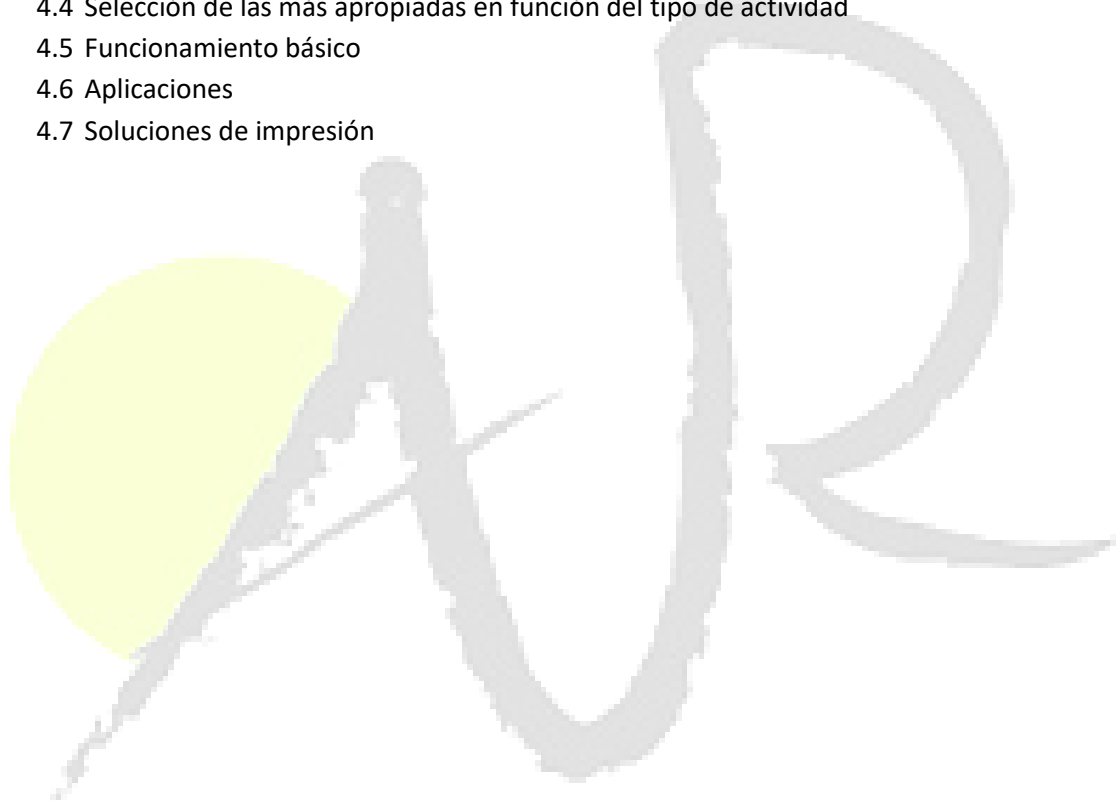 4.4 Selección de las más apropiadas en función del tipo de actividad
4.5 Funcionamiento básico
4.6 Aplicaciones
4.7 Soluciones de impresión
AR